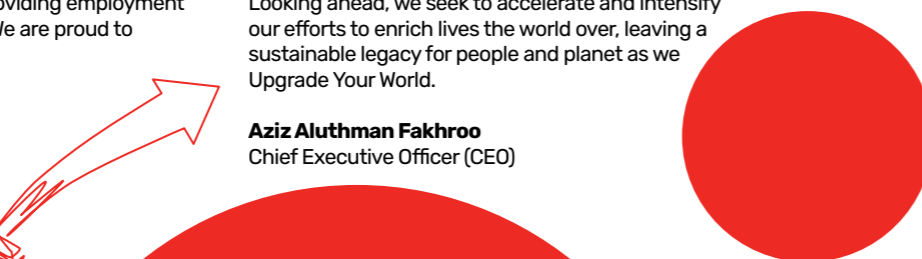 oviding employment
We are proud to
Looking ahead, we seek to accelerate and intensify
our efforts to enrich lives the world over, leaving a
sustainable legacy for people and planet as we
Upgrade Your World.
Aziz Aluthman Fakhroo
Chief Executive Officer (CEO)